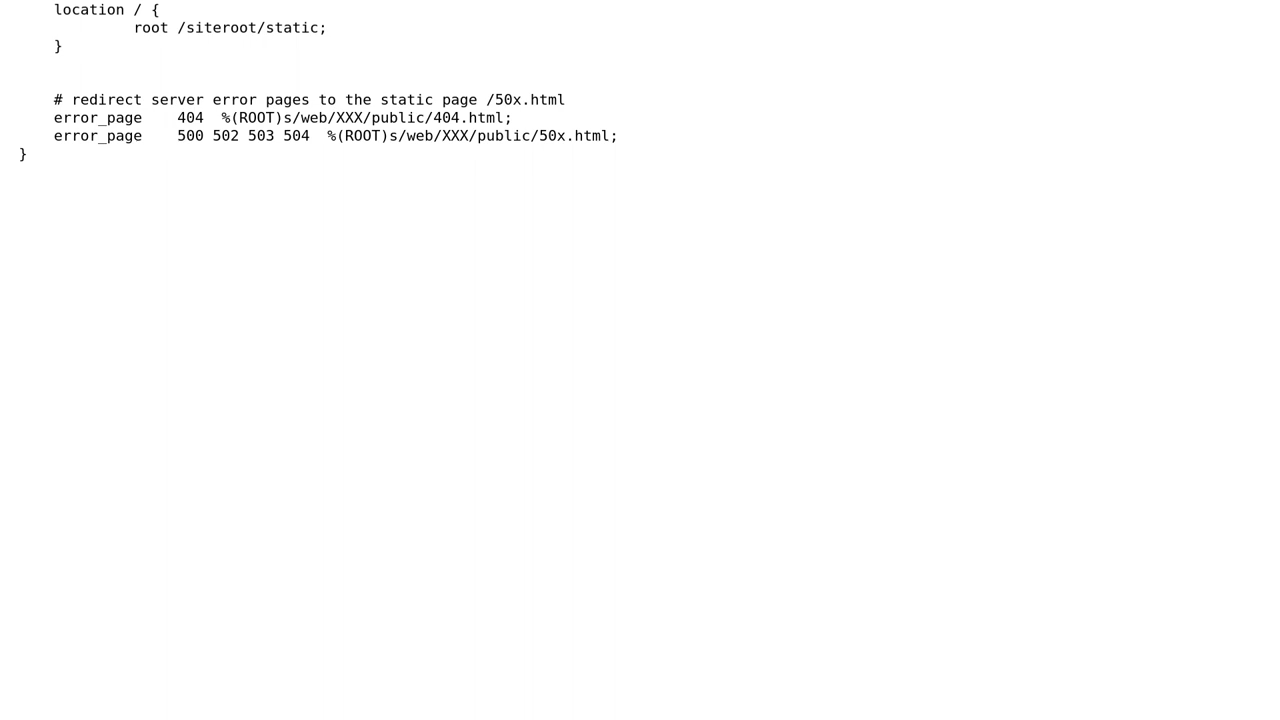 location / {
root /siteroot/static;
}
# redirect server error pages to the static page /50x.html
error_page    404  %(ROOT)s/web/XXX/public/404.html;
error_page    500 502 503 504  %(ROOT)s/web/XXX/public/50x.html;
}